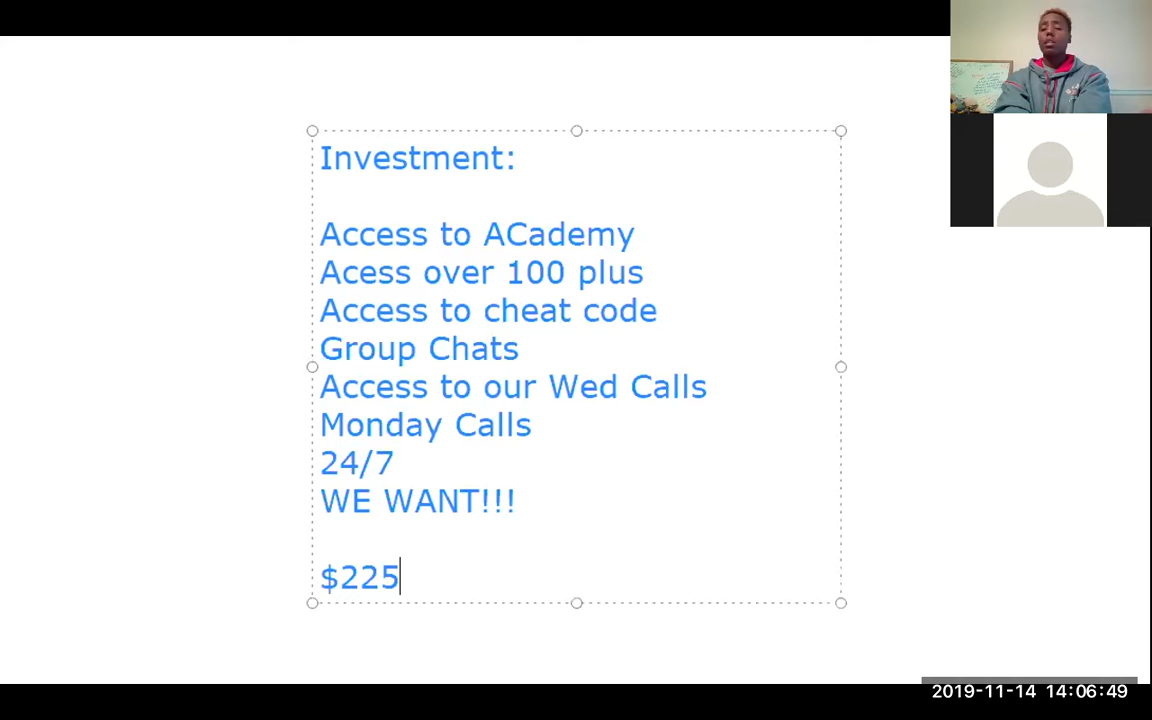 Investment:
Access to ACademy
Acess over 100 plus
Access to cheat code
Group Chats
Access to our Wed Calls
Monday Calls
24/7
WE WANT!!!
$225
2019-11-14 14:06:49